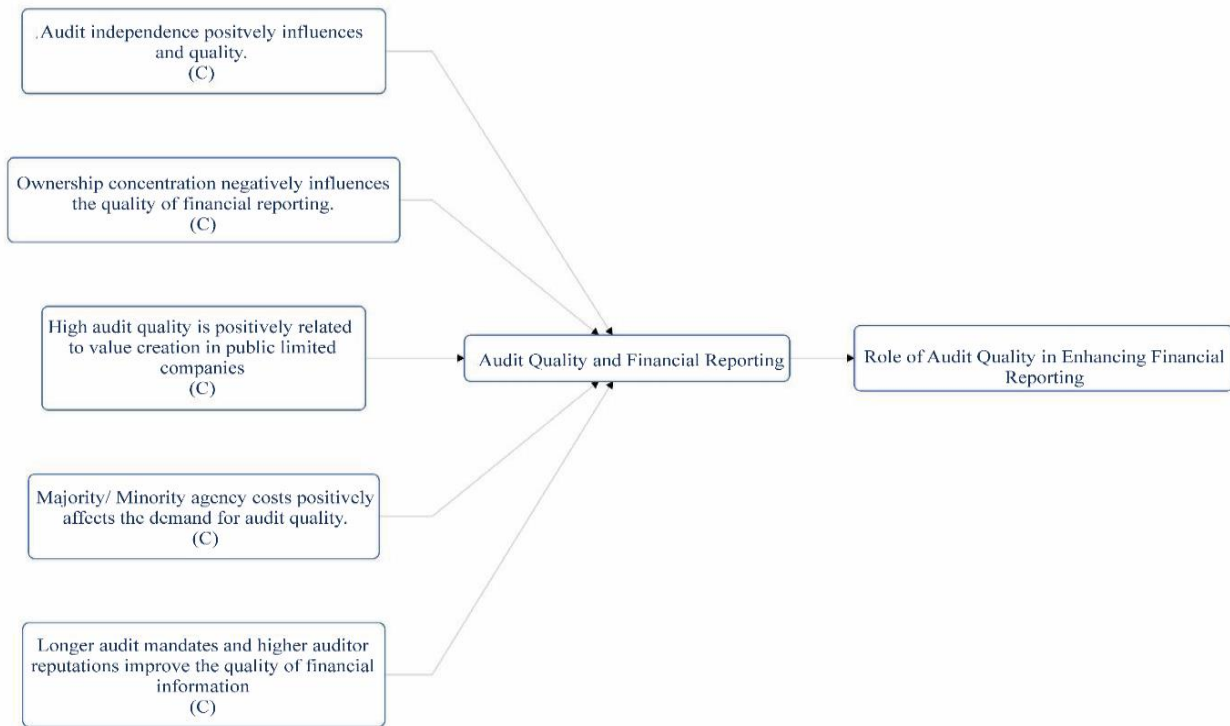 .Audit independence positvely influences
and quality.
(C)
Ownership concentration negatively influences
the quality of financial reporting.
(C)
High audit quality is positively related
to value creation in public limited
companies
(C)
Audit Quality and Financial Reporting
Role of Audit Quality in Enhancing Financial
Reporting
Majority/ Minority agency costs positively
affects the demand for audit quality.
(C)
Longer audit mandates and higher auditor
reputations improve the quality of financial
information
(C)